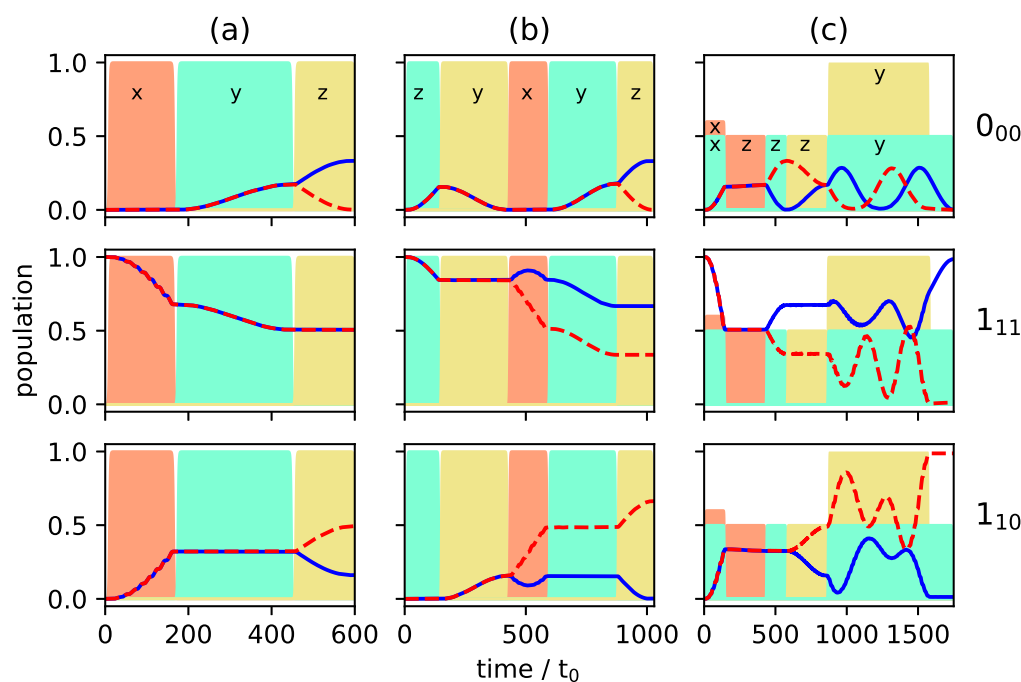 (a) (b) (c)
1.0
0.5
0.0
x y z
z y x y z
y
x
x z z z y
0₀₀
population
1.0
0.5
0.0
1₁₁
1.0
0.5
0.0
1₁₀
0 200 400 600
0 500 1000
0 500 1000 1500
time / t₀